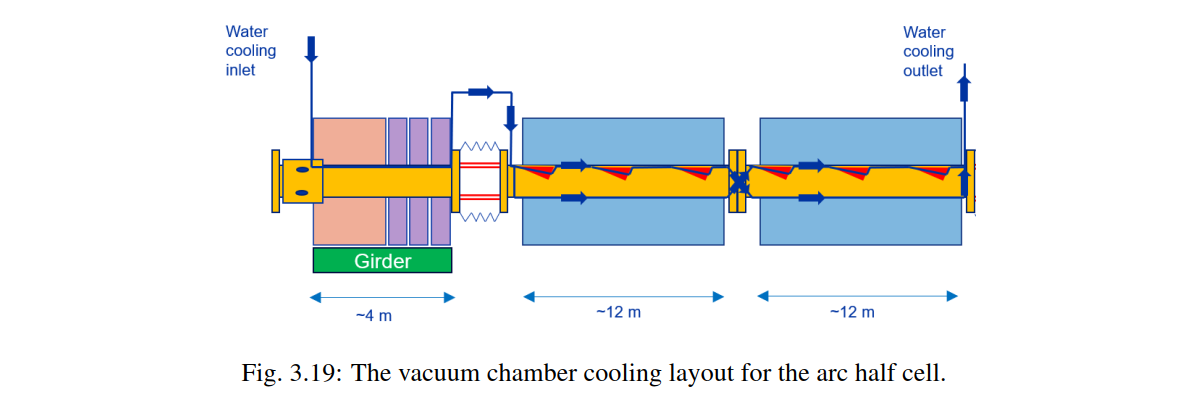 Water
cooling
inlet
Water
cooling
outlet
Girder
~4 m
~12 m
~12 m
Fig. 3.19: The vacuum chamber cooling layout for the arc half cell.